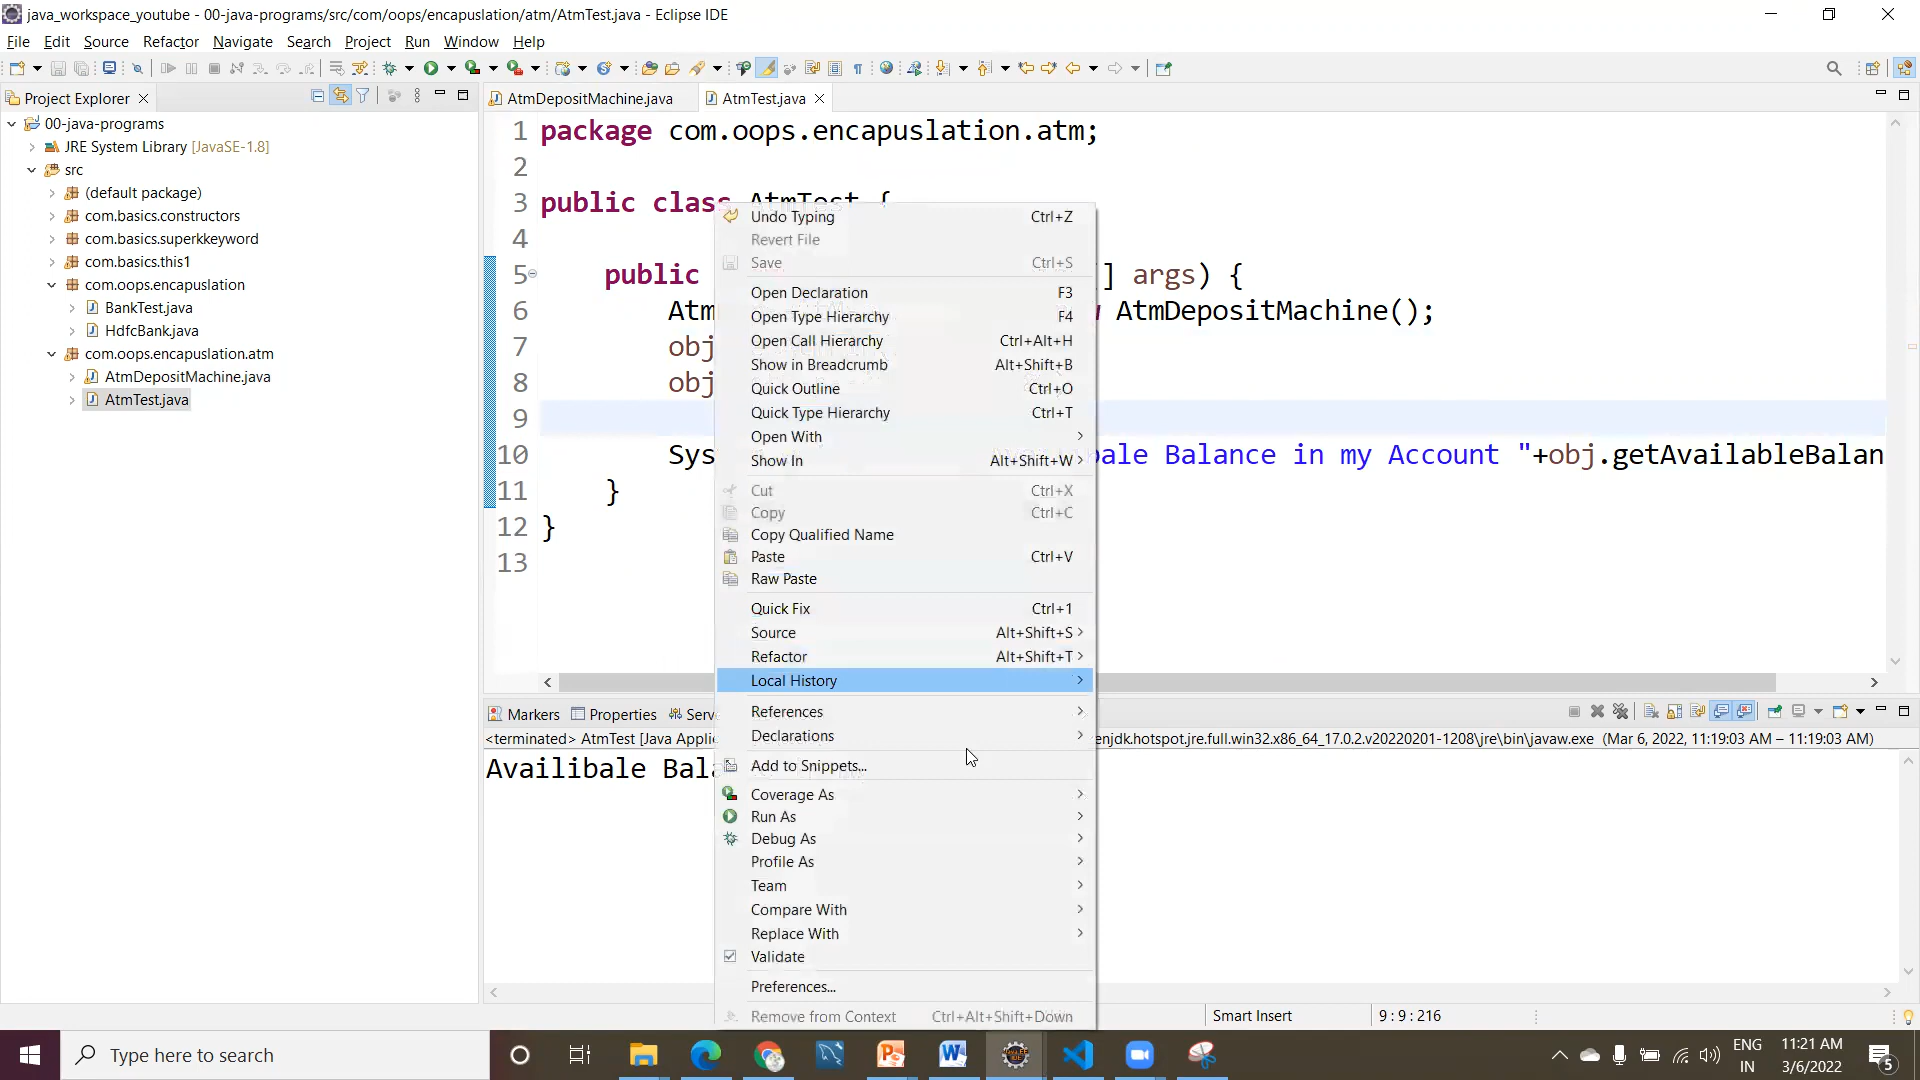 java_workspace_youtube - 00-java-programs/src/com/oops/encapuslation/atm/AtmTest.java - Eclipse IDE
File Edit Source Refactor Navigate Search Project Run Window Help
Project Explorer
AtmDepositMachine.java AtmTest.java
00-java-programs
JRE System Library [JavaSE-1.8]
src
(default package)
com.basics.constructors
com.basics.superkkeyword
com.basics.this1
com.oops.encapuslation
BankTest.java
HdfcBank.java
com.oops.encapuslation.atm
AtmDepositMachine.java
AtmTest.java
1 package com.oops.encapuslation.atm;
2
3 public class AtmTest {
4
5 public [] args) {
6 Atm AtmDepositMachine();
7 obj
8 obj
9
10 Sys bale Balance in my Account "+obj.getAvailableBalan
11 }
12 }
13
Undo Typing Ctrl+Z
Revert File
Save Ctrl+S
Open Declaration F3
Open Type Hierarchy F4
Open Call Hierarchy Ctrl+Alt+H
Show in Breadcrumb Alt+Shift+B
Quick Outline Ctrl+O
Quick Type Hierarchy Ctrl+T
Open With
Show In Alt+Shift+W
Cut Ctrl+X
Copy Ctrl+C
Copy Qualified Name
Paste Ctrl+V
Raw Paste
Quick Fix Ctrl+1
Source Alt+Shift+S
Refactor Alt+Shift+T
Local History
References
Declarations
Add to Snippets...
Coverage As
Run As
Debug As
Profile As
Team
Compare With
Replace With
Validate
Preferences...
Remove from Context Ctrl+Alt+Shift+Down
Markers Properties Serv
<terminated> AtmTest [Java Applic enjdk.hotspot.jre.full.win32.x86_64_17.0.2.v20220201-1208\jre\bin\javaw.exe (Mar 6, 2022, 11:19:03 AM – 11:19:03 AM)
Availibale Bala
Smart Insert 9 : 9 : 216
Type here to search
ENG
IN
11:21 AM
3/6/2022
5